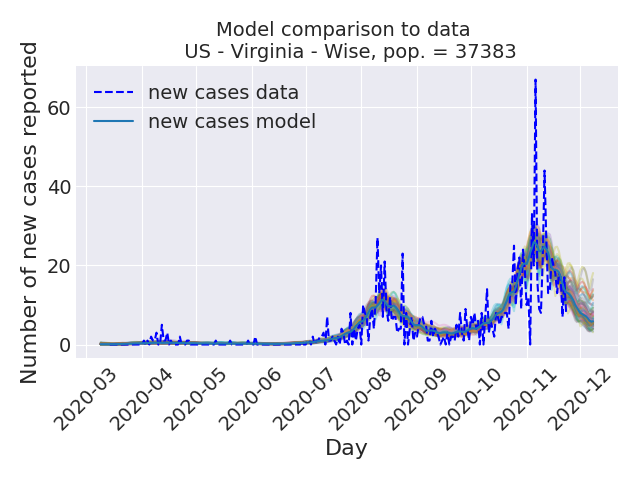 Model comparison to data
US - Virginia - Wise, pop. = 37383
Number of new cases reported
60
40
20
0
new cases data
new cases model
2020-03
2020-04
2020-05
2020-06
2020-07
2020-08
2020-09
2020-10
2020-11
2020-12
Day